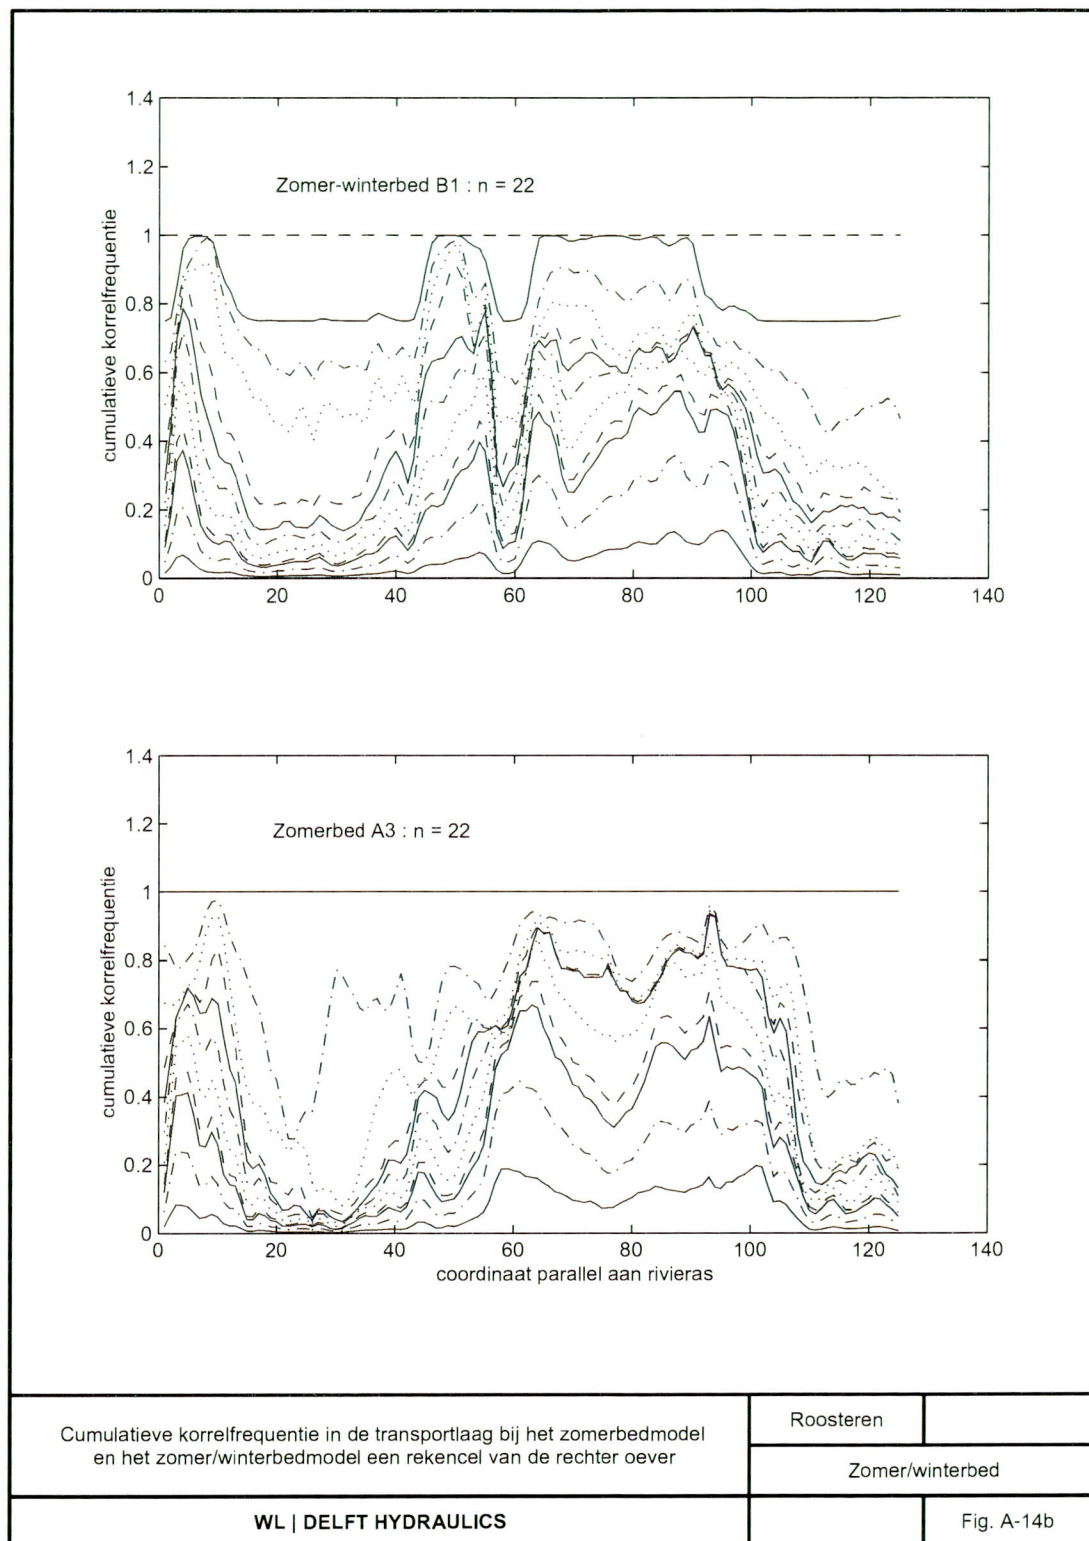 1.4
1.2
Zomer-winterbed B1 : n = 22
1
0.8
0.6
0.4
0.2
0
cumulatieve korrelfrequentie
0 20 40 60 80 100 120 140
1.4
1.2
Zomerbed A3 : n = 22
1
0.8
0.6
0.4
0.2
0
cumulatieve korrelfrequentie
0 20 40 60 80 100 120 140
coordinaat parallel aan rivieras
Cumulatieve korrelfrequentie in de transportlaag bij het zomerbedmodel
en het zomer/winterbedmodel een rekencel van de rechter oever
Roosteren
Zomer/winterbed
WL | DELFT HYDRAULICS
Fig. A-14b